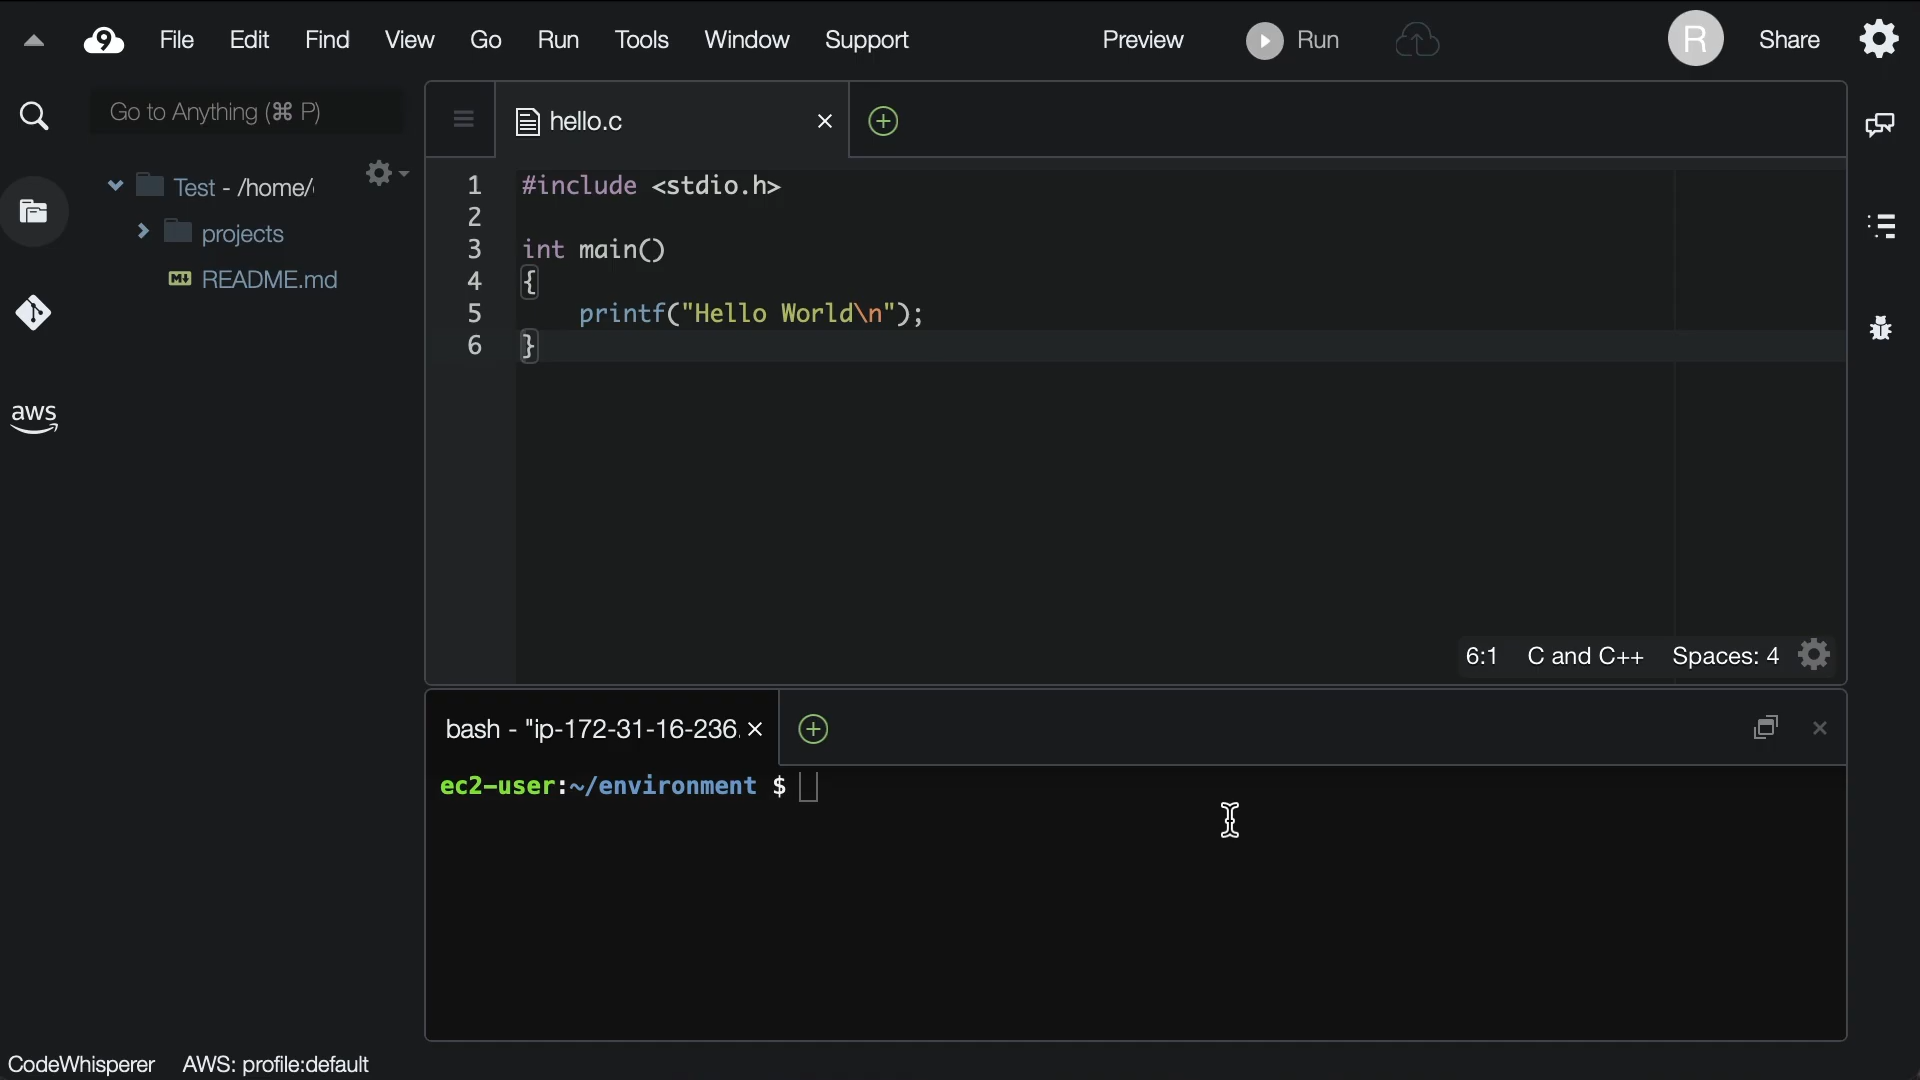 9 File Edit Find View Go Run Tools Window Support Preview Run R Share
Go to Anything (⌘ P)
hello.c
Test - /home/
projects
README.md
aws
1 #include <stdio.h>
2
3 int main()
4 {
5     printf("Hello World\n");
6 }
6:1 C and C++ Spaces: 4
bash - "ip-172-31-16-236.
ec2-user:~/environment $
CodeWhisperer AWS: profile:default